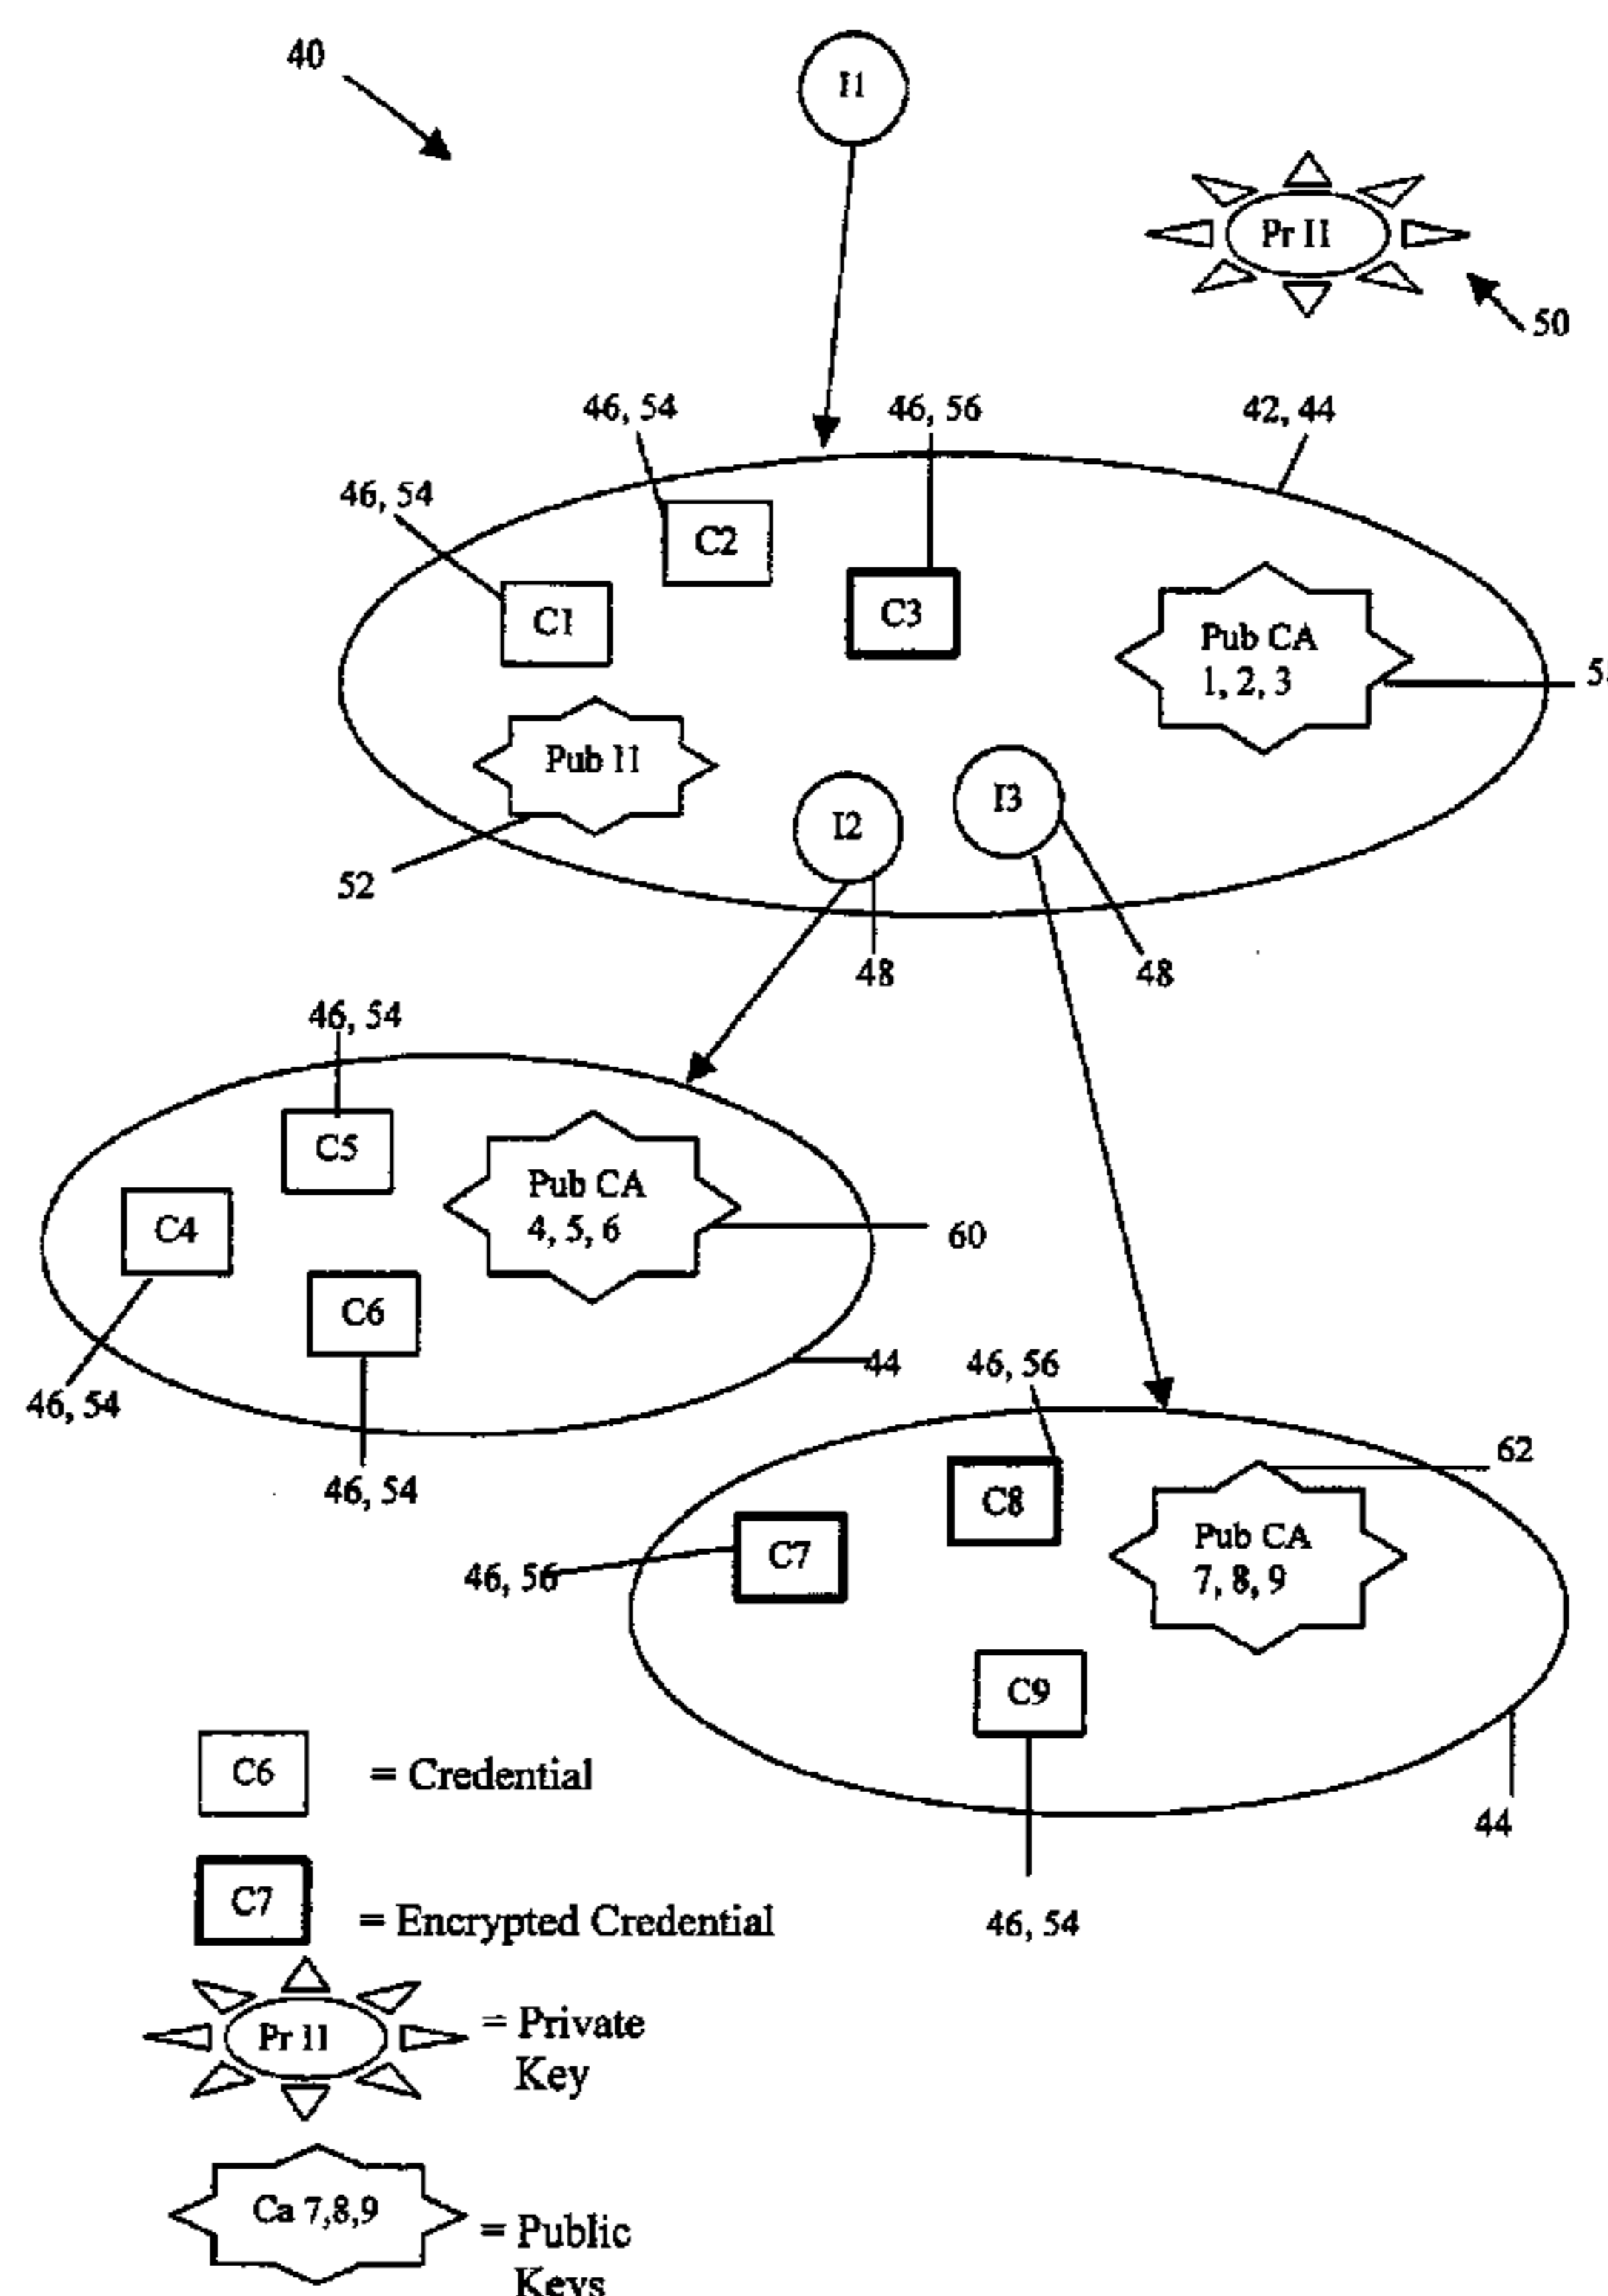 40
I1
Pr I1
50
46, 54
46, 56
42, 44
46, 54
C2
C1
C3
Pub CA
1, 2, 3
Pub I1
I2
I3
52
48
48
46, 54
C5
Pub CA
4, 5, 6
C4
60
C6
44
46, 56
46, 54
62
46, 54
C8
Pub CA
7, 8, 9
C7
46, 56
C9
C6
= Credential
44
C7
= Encrypted Credential
46, 54
Pr I1
= Private
Key
Ca 7,8,9
= Public
Keys